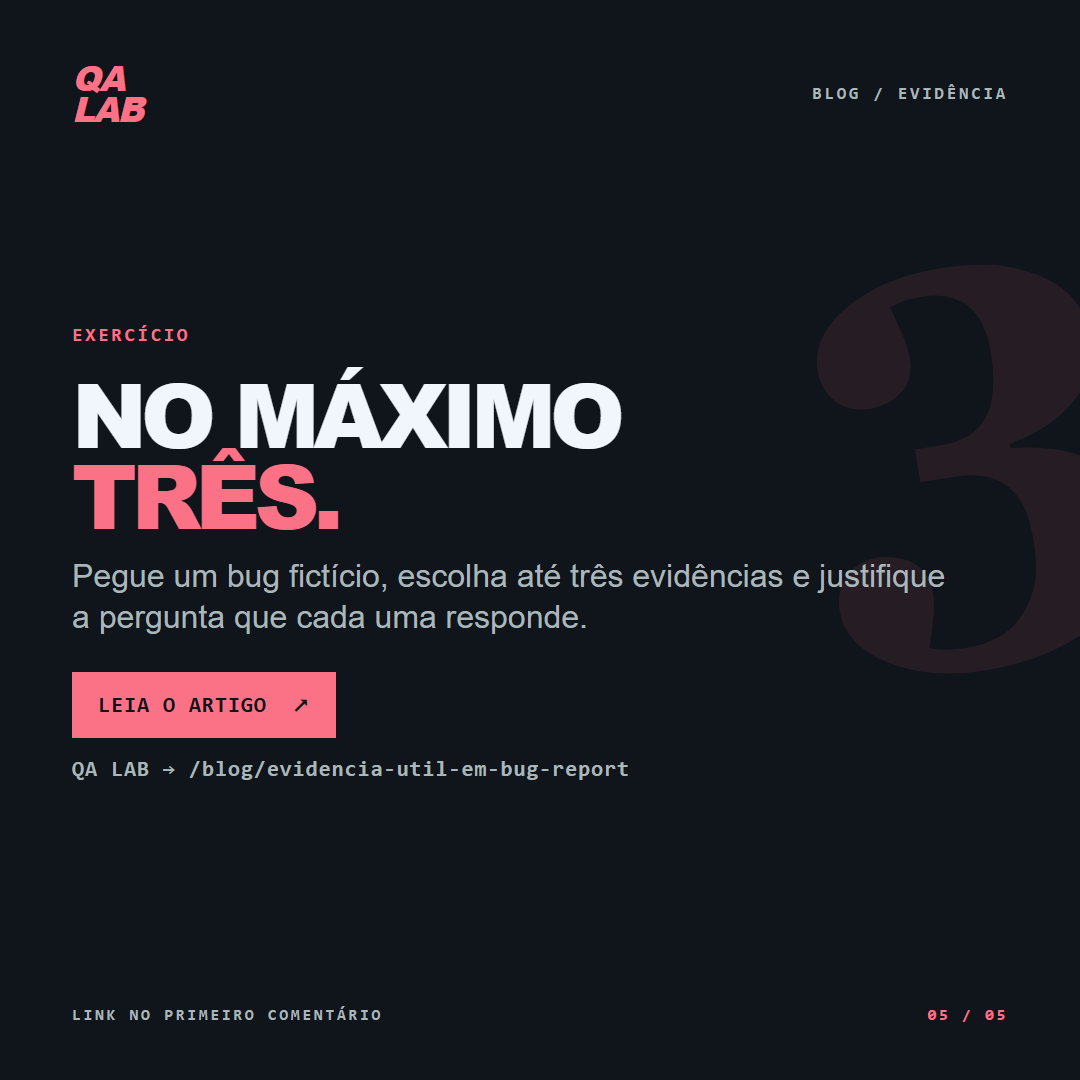 QA
LAB
BLOG / EVIDÊNCIA
3
EXERCÍCIO
NO MÁXIMO
TRÊS.
Pegue um bug fictício, escolha até três evidências e justifique
a pergunta que cada uma responde.
LEIA O ARTIGO ↗
QA LAB → /blog/evidencia-util-em-bug-report
LINK NO PRIMEIRO COMENTÁRIO
05 / 05